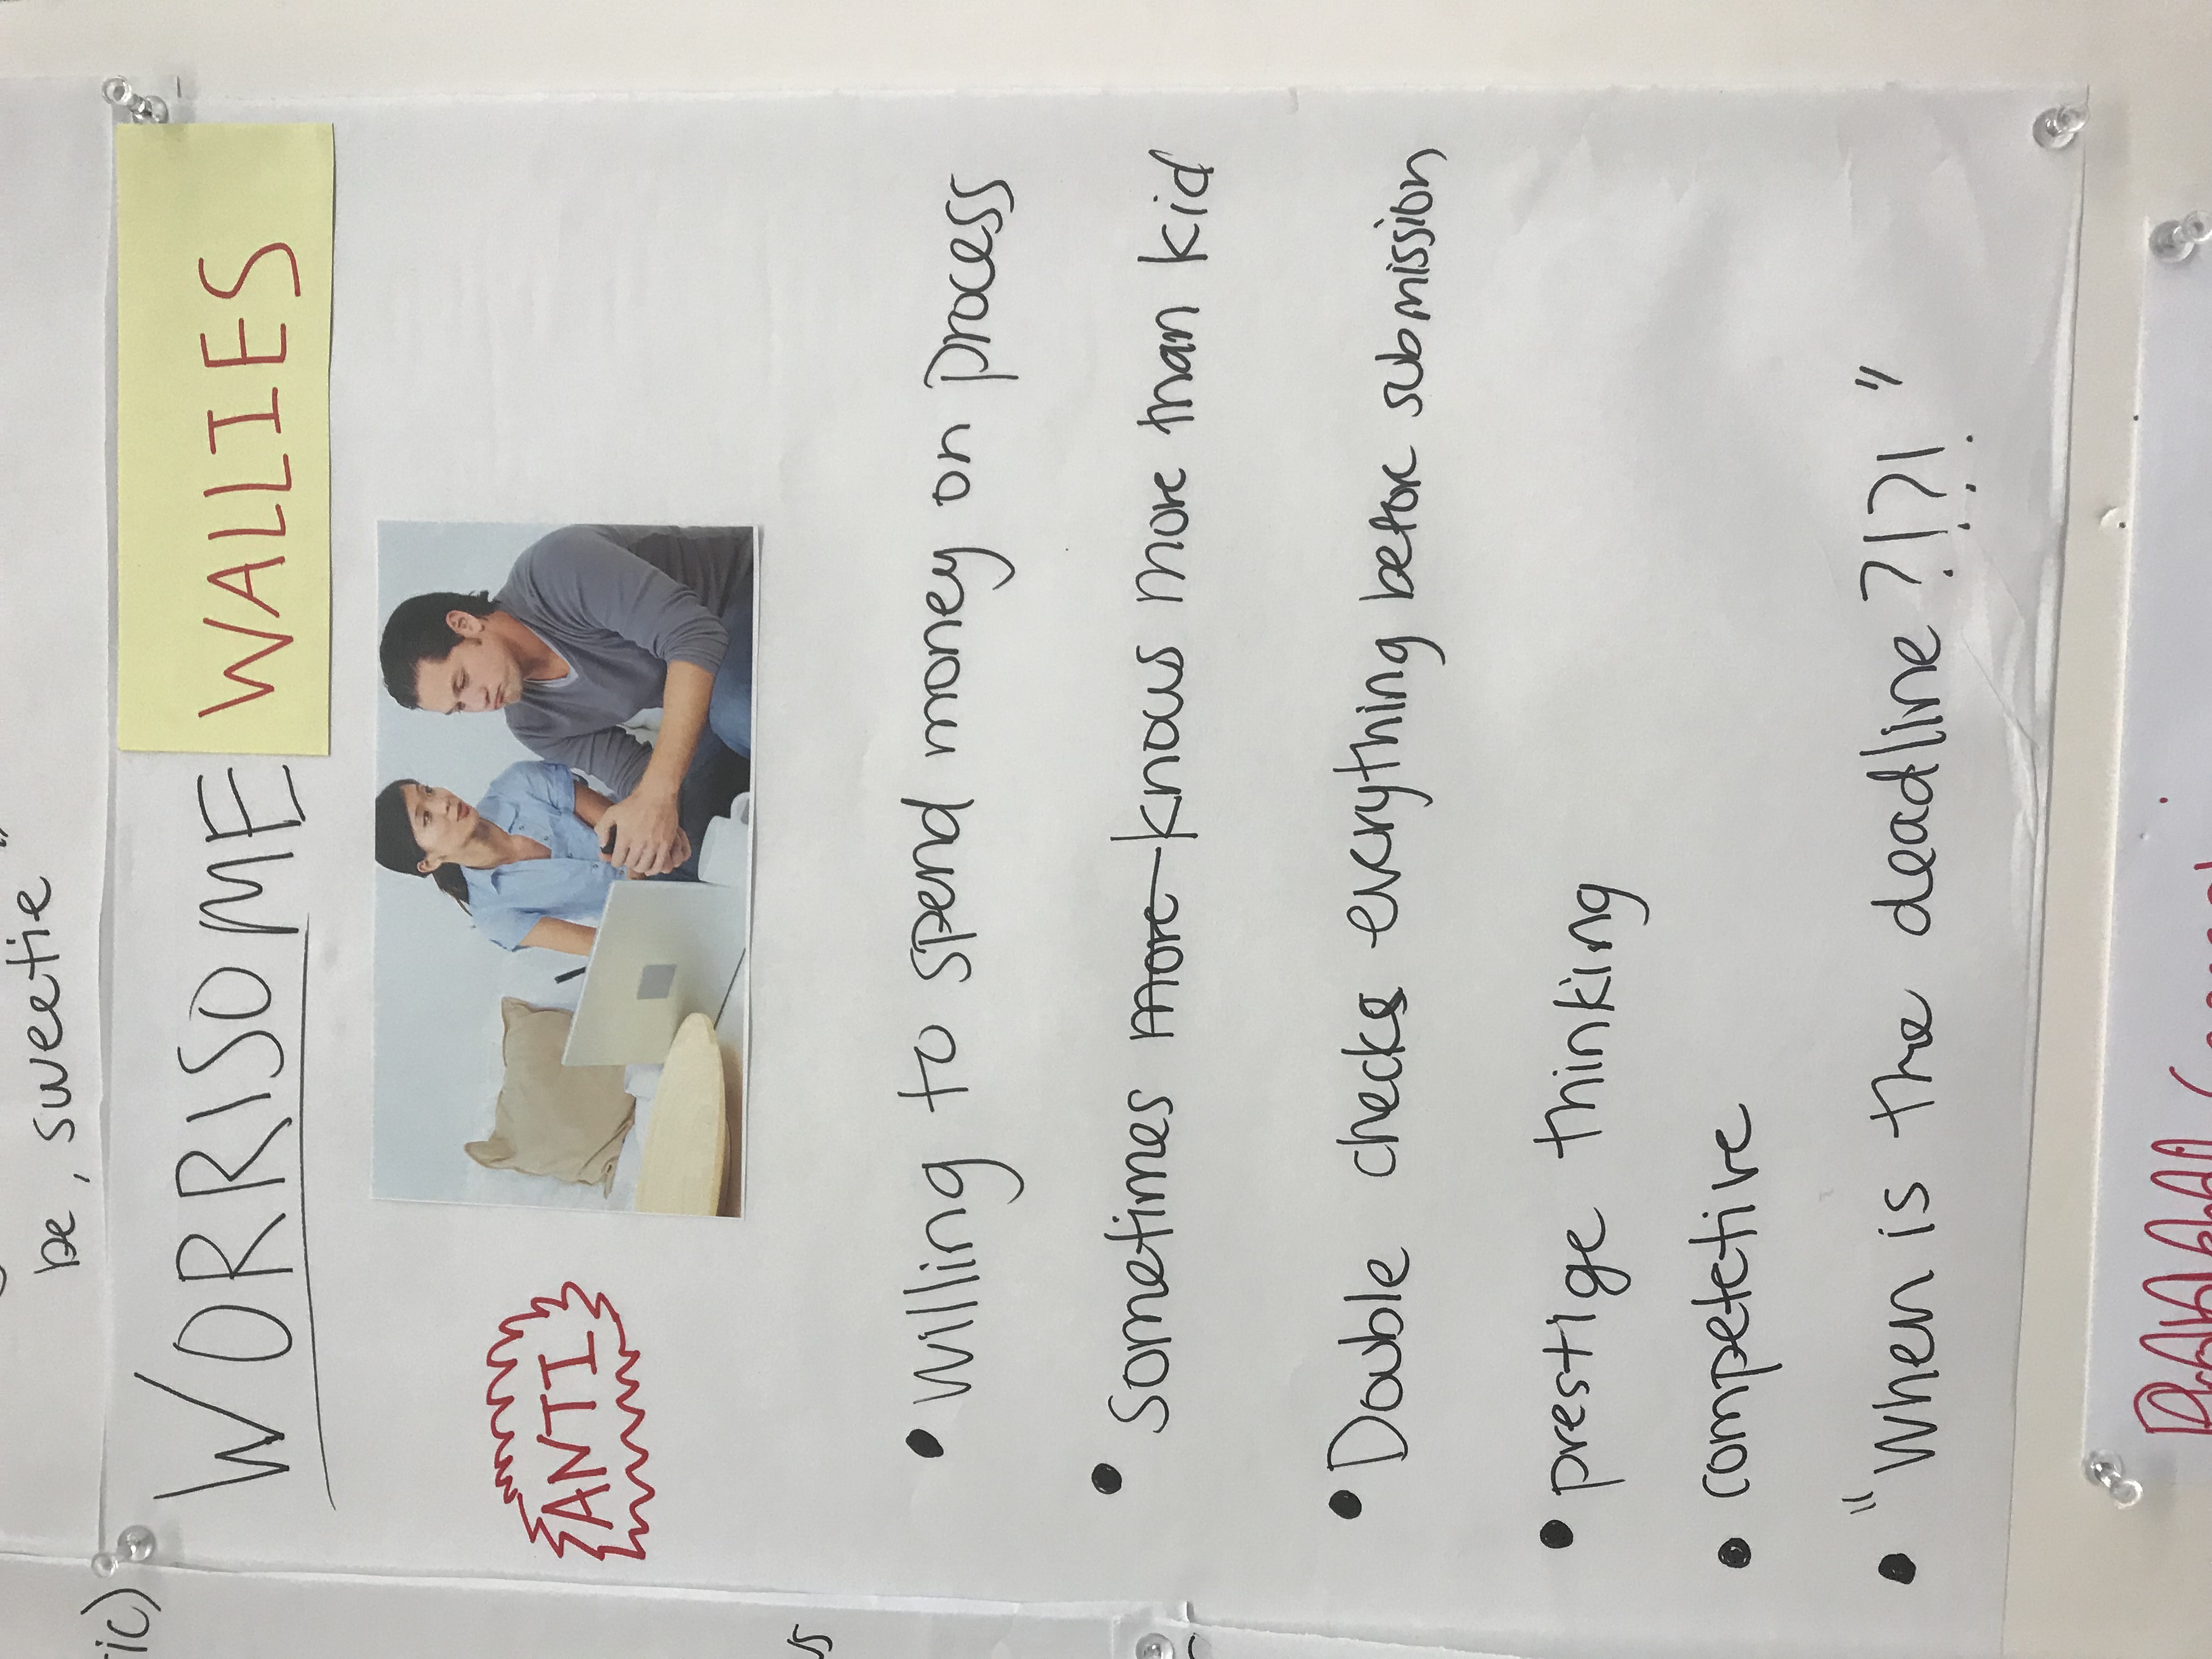 be, sweetie"
ic)
WORRISOME WALLIES
ANTI
• Willing to spend money on process
• Sometimes more knows more than kid
• Double checks everything before submission
• prestige thinking
• competetive
• "When is the deadline?!?!"